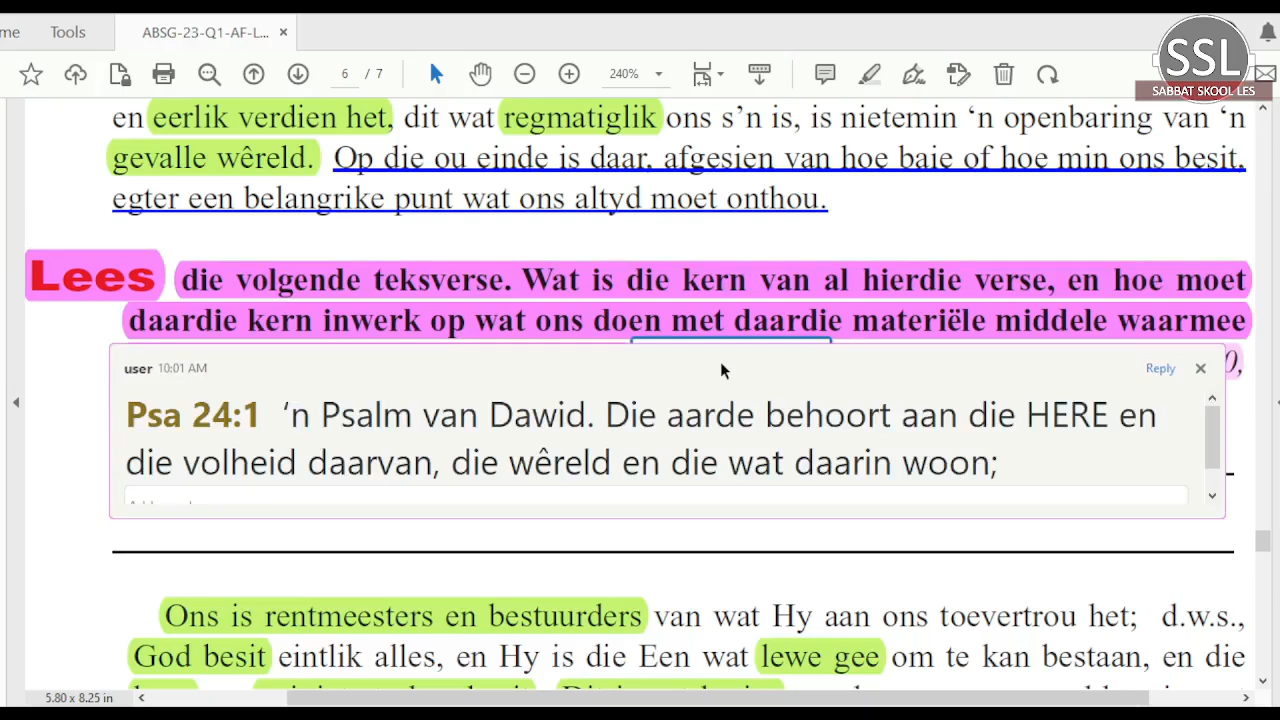 me Tools ABSG-23-Q1-AF-L... ×
SSL
SABBAT SKOOL LES
6 / 7 240%
en eerlik verdien het, dit wat regmatiglik ons s’n is, is nietemin ‘n openbaring van ‘n
gevalle wêreld. Op die ou einde is daar, afgesien van hoe baie of hoe min ons besit,
egter een belangrike punt wat ons altyd moet onthou.
Lees die volgende teksverse. Wat is die kern van al hierdie verse, en hoe moet
daardie kern inwerk op wat ons doen met daardie materiële middele waarmee
0,
user 10:01 AM Reply ×
Psa 24:1 ‘n Psalm van Dawid. Die aarde behoort aan die HERE en
die volheid daarvan, die wêreld en die wat daarin woon;
Ons is rentmeesters en bestuurders van wat Hy aan ons toevertrou het; d.w.s.,
God besit eintlik alles, en Hy is die Een wat lewe gee om te kan bestaan, en die
5.80 x 8.25 in